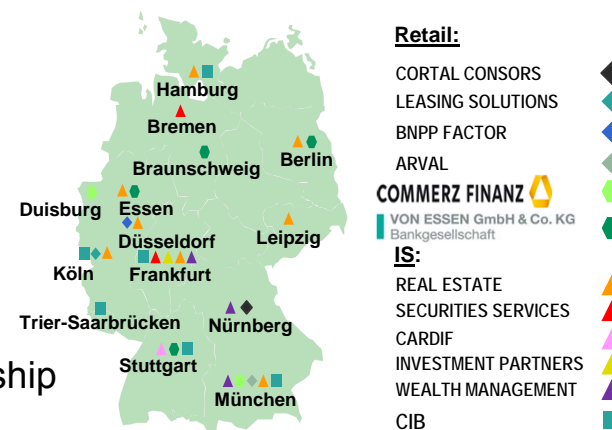 Hamburg
Bremen
Braunschweig
Berlin
Duisburg
Essen
Düsseldorf
Leipzig
Köln
Frankfurt
Trier-Saarbrücken
Nürnberg
Stuttgart
München
ship
Retail:
CORTAL CONSORS
LEASING SOLUTIONS
BNPP FACTOR
ARVAL
COMMERZ FINANZ
VON ESSEN GmbH & Co. KG
Bankgesellschaft
IS:
REAL ESTATE
SECURITIES SERVICES
CARDIF
INVESTMENT PARTNERS
WEALTH MANAGEMENT
CIB